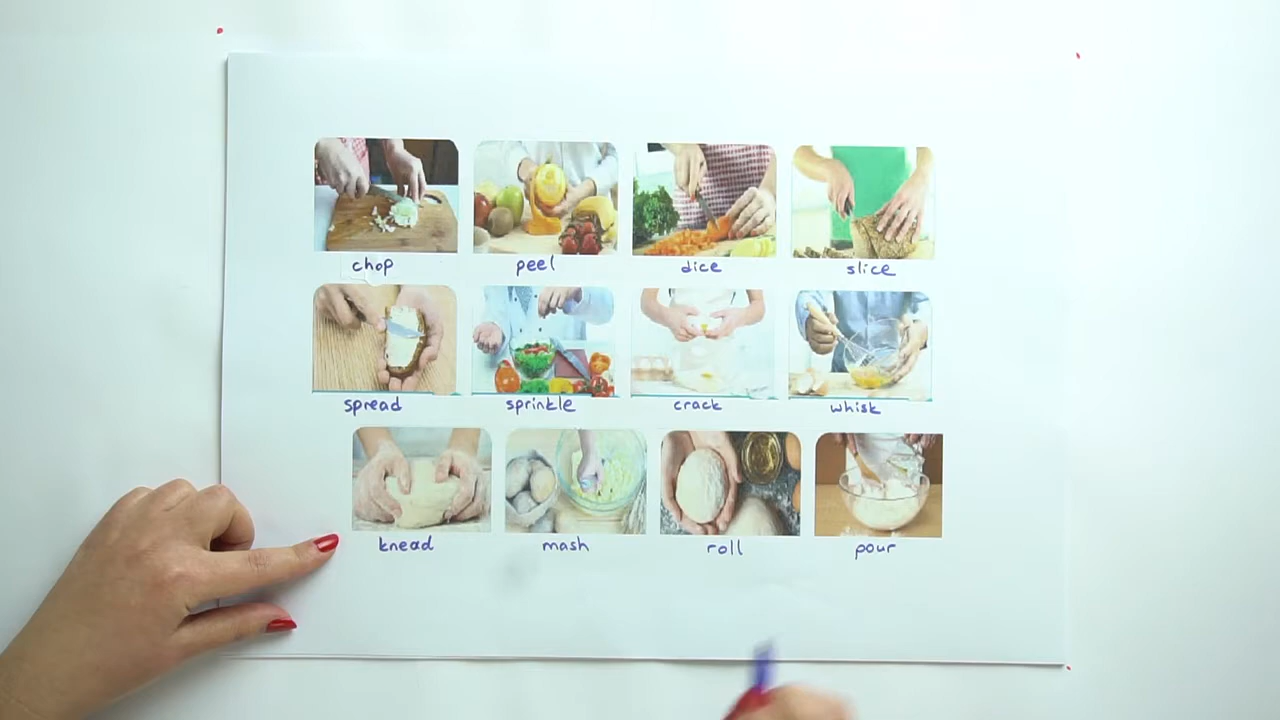 chop peel dice slice
spread sprinkle crack whisk
knead mash roll pour